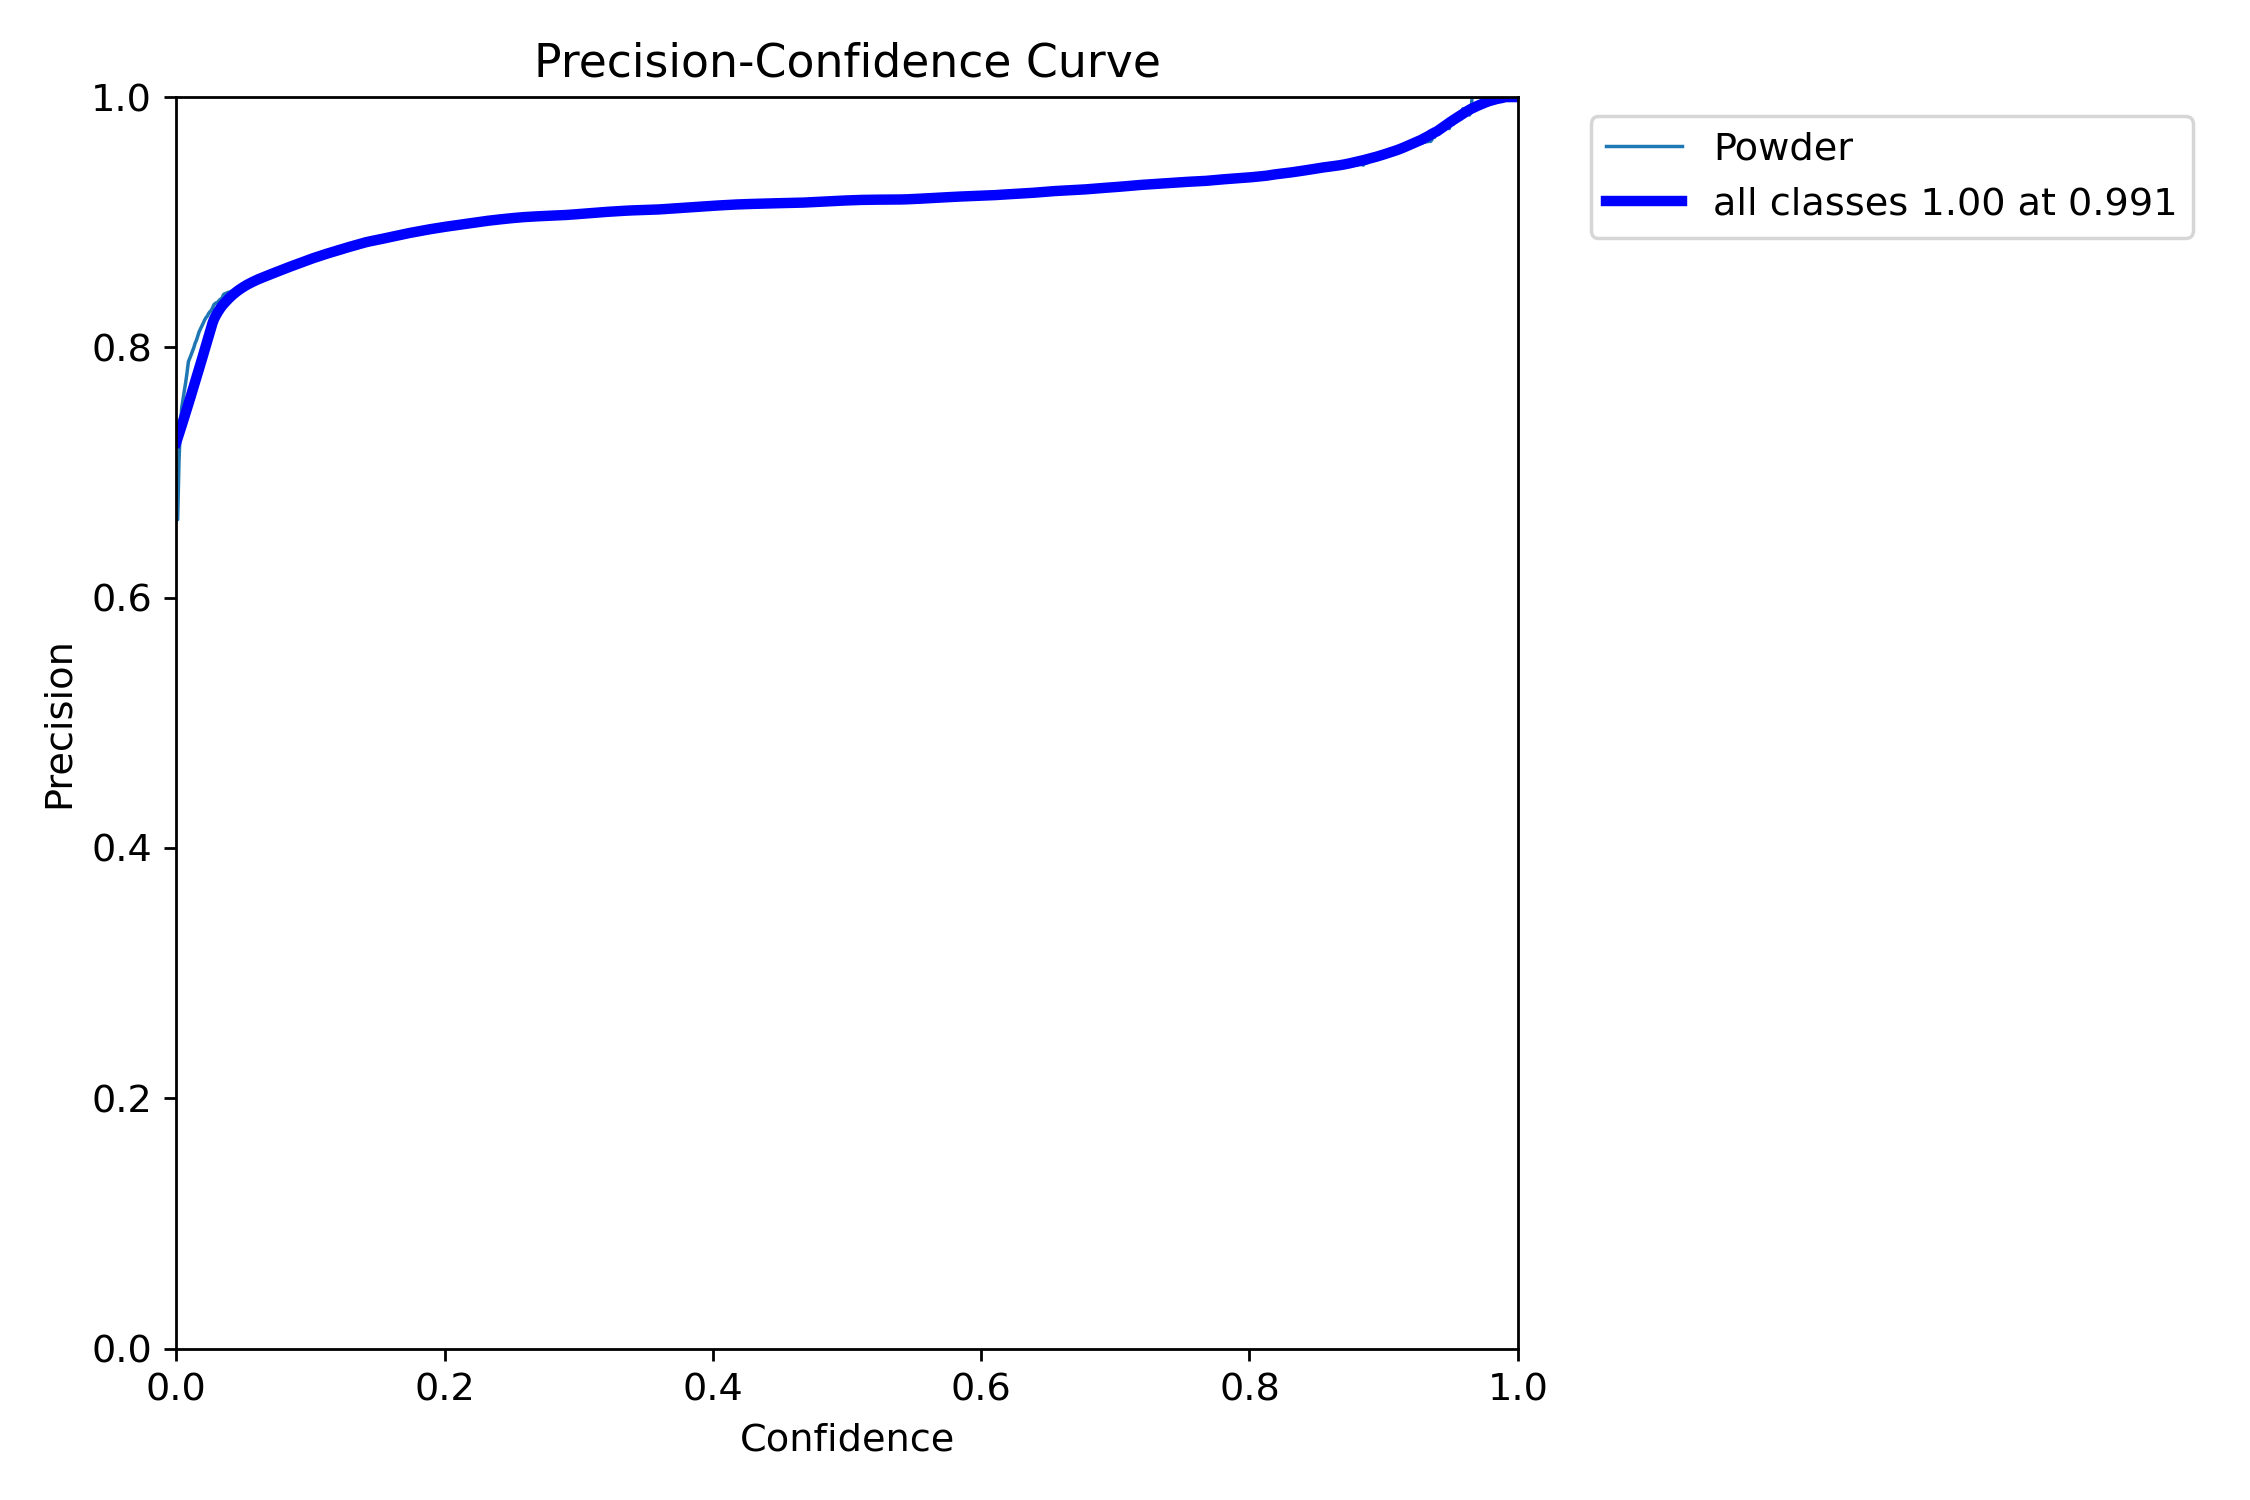 Precision-Confidence Curve
1.0
0.8
0.6
0.4
0.2
0.0
Precision
0.0 0.2 0.4 0.6 0.8 1.0
Confidence
Powder
all classes 1.00 at 0.991